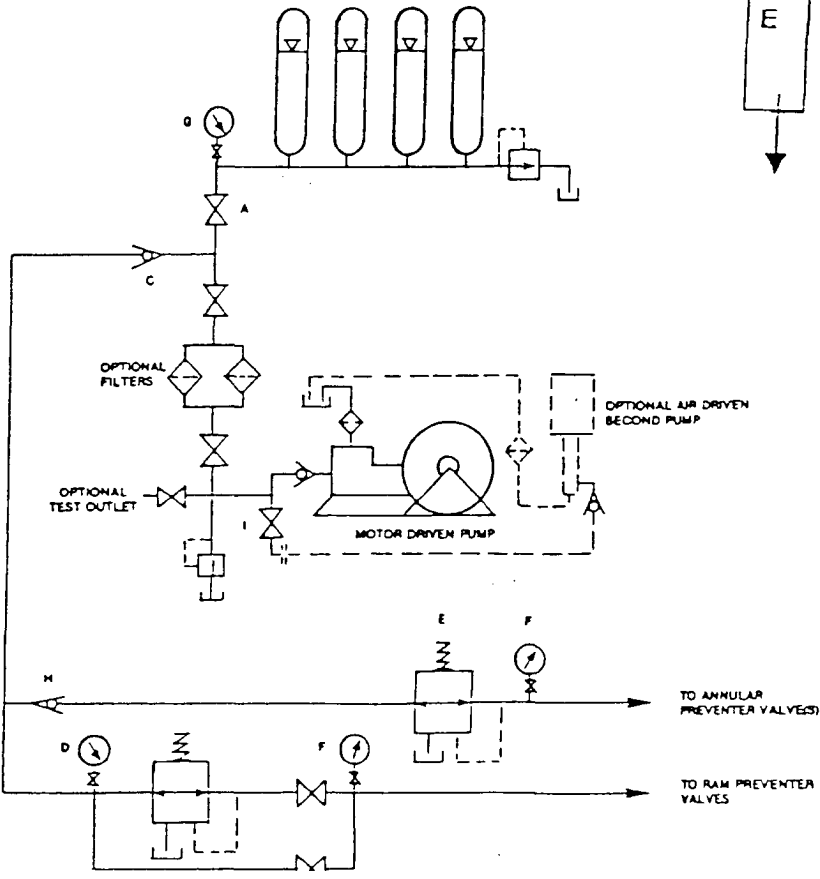 E
G
A
C
OPTIONAL
FILTERS
OPTIONAL AIR DRIVEN
SECOND PUMP
OPTIONAL
TEST OUTLET
I
MOTOR DRIVEN PUMP
E
F
H
TO ANNULAR
PREVENTER VALVE(S)
D
F
TO RAM PREVENTER
VALVES